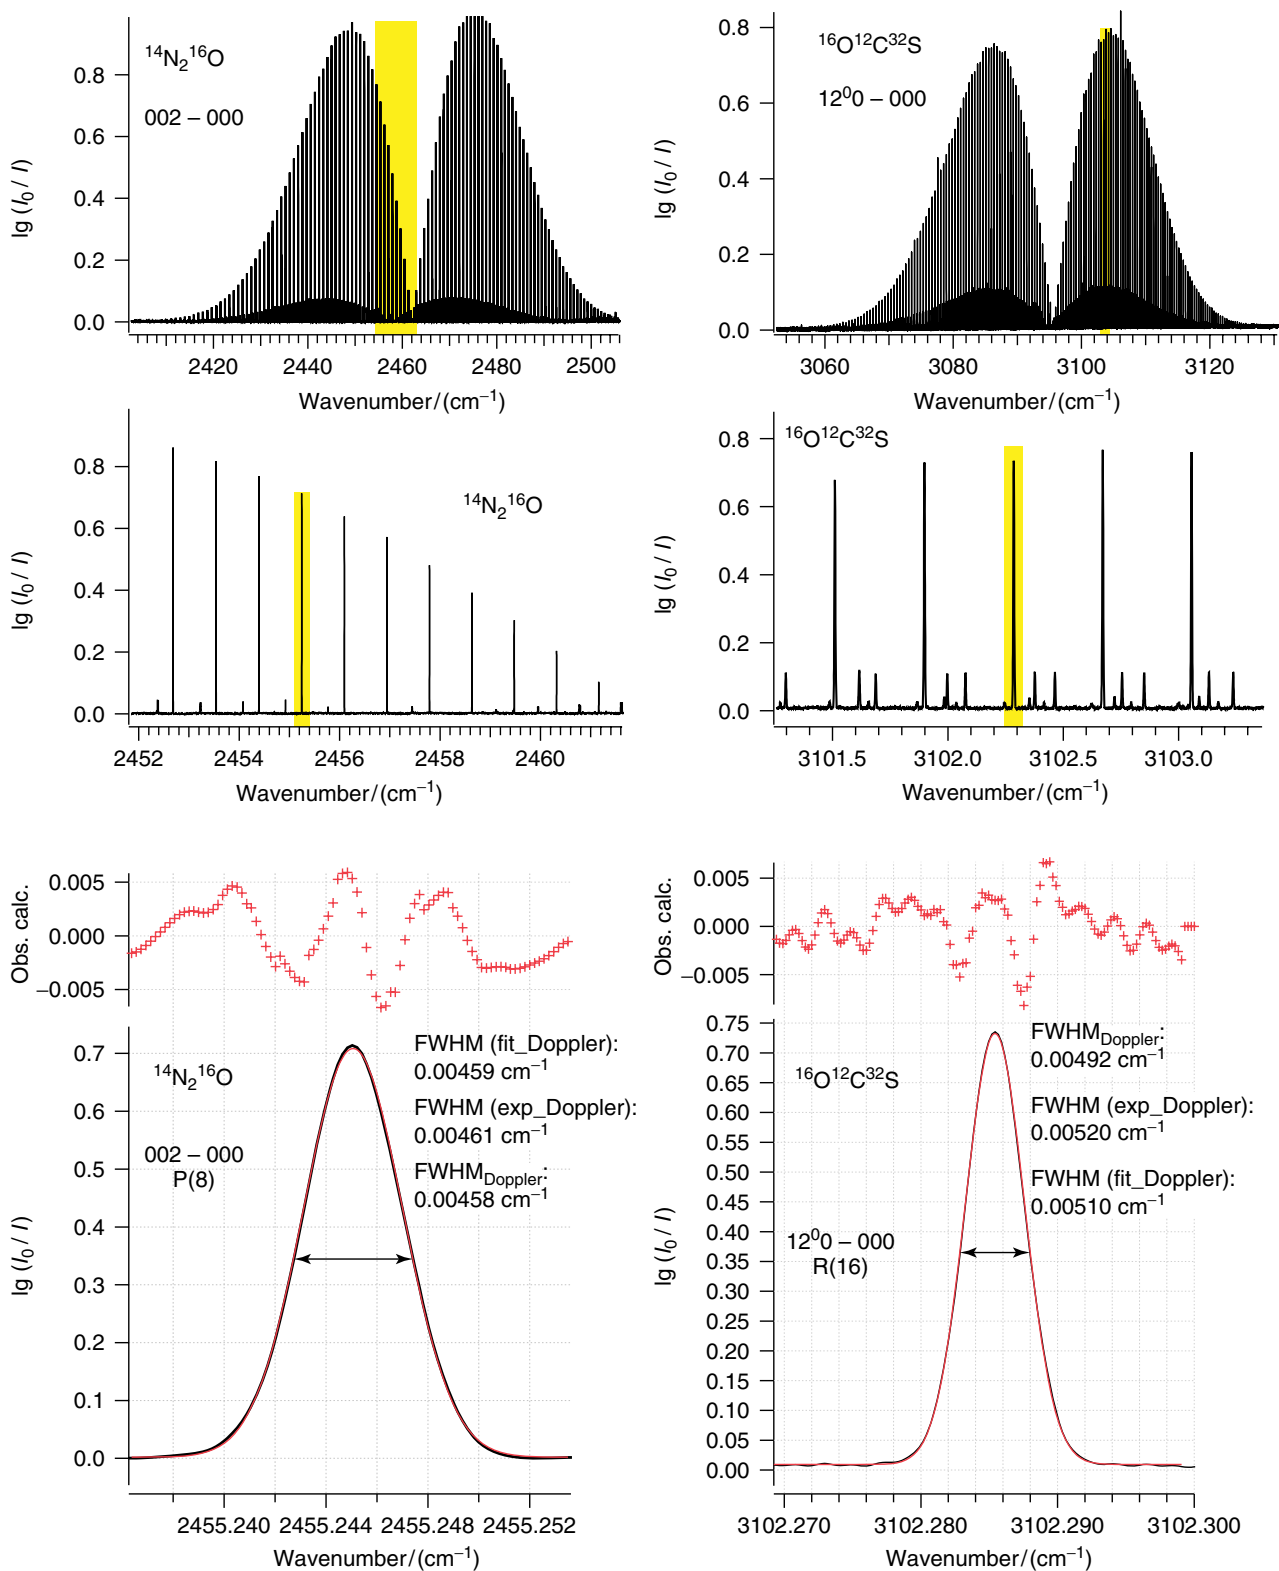 ¹⁴N₂¹⁶O
002 – 000
lg (I₀ / I)
0.8
0.6
0.4
0.2
0.0
2420 2440 2460 2480 2500
Wavenumber/(cm⁻¹)
¹⁶O¹²C³²S
12⁰0 – 000
lg (I₀ / I)
0.8
0.6
0.4
0.2
0.0
3060 3080 3100 3120
Wavenumber/(cm⁻¹)
¹⁴N₂¹⁶O
lg (I₀ / I)
0.8
0.6
0.4
0.2
0.0
2452 2454 2456 2458 2460
Wavenumber/(cm⁻¹)
¹⁶O¹²C³²S
lg (I₀ / I)
0.8
0.6
0.4
0.2
0.0
3101.5 3102.0 3102.5 3103.0
Wavenumber/(cm⁻¹)
Obs. calc.
0.005
0.000
−0.005
¹⁴N₂¹⁶O
002 – 000
P(8)
FWHM (fit_Doppler):
0.00459 cm⁻¹
FWHM (exp_Doppler):
0.00461 cm⁻¹
FWHM_Doppler:
0.00458 cm⁻¹
lg (I₀ / I)
0.7
0.6
0.5
0.4
0.3
0.2
0.1
0.0
2455.240 2455.244 2455.248 2455.252
Wavenumber/(cm⁻¹)
Obs. calc.
0.005
0.000
−0.005
¹⁶O¹²C³²S
12⁰0 – 000
R(16)
FWHM_Doppler:
0.00492 cm⁻¹
FWHM (exp_Doppler):
0.00520 cm⁻¹
FWHM (fit_Doppler):
0.00510 cm⁻¹
lg (I₀ / I)
0.75
0.70
0.65
0.60
0.55
0.50
0.45
0.40
0.35
0.30
0.25
0.20
0.15
0.10
0.05
0.00
3102.270 3102.280 3102.290 3102.300
Wavenumber/(cm⁻¹)